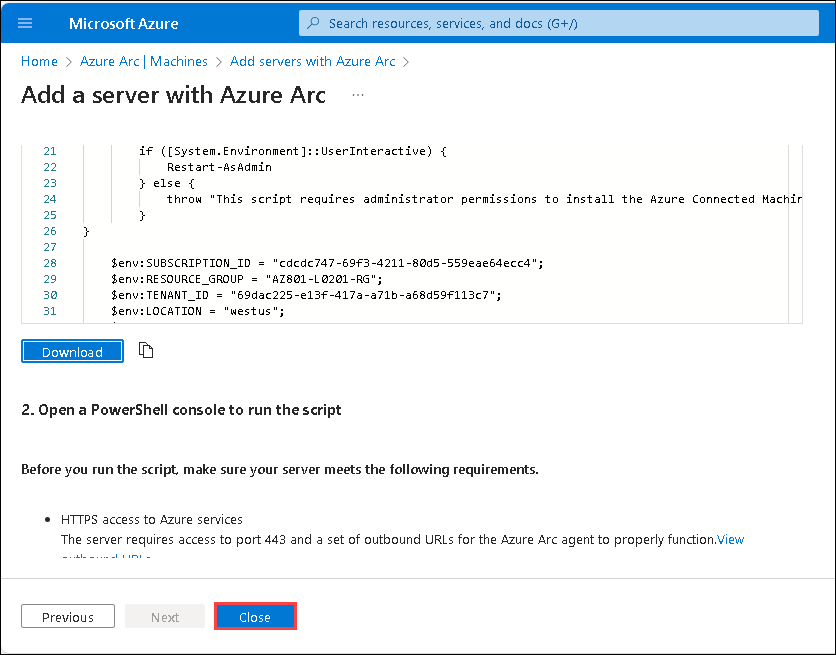 Microsoft Azure
Search resources, services, and docs (G+/)
Home > Azure Arc | Machines > Add servers with Azure Arc >
Add a server with Azure Arc ...
21 if ([System.Environment]::UserInteractive) {
22 Restart-AsAdmin
23 } else {
24 throw "This script requires administrator permissions to install the Azure Connected Machin
25 }
26 }
27
28 $env:SUBSCRIPTION_ID = "cdcdc747-69f3-4211-80d5-559eae64ecc4";
29 $env:RESOURCE_GROUP = "AZ801-L0201-RG";
30 $env:TENANT_ID = "69dac225-e13f-417a-a71b-a68d59f113c7";
31 $env:LOCATION = "westus";
Download
2. Open a PowerShell console to run the script
Before you run the script, make sure your server meets the following requirements.
• HTTPS access to Azure services
The server requires access to port 443 and a set of outbound URLs for the Azure Arc agent to properly function.View
outbound URLs
Previous Next Close